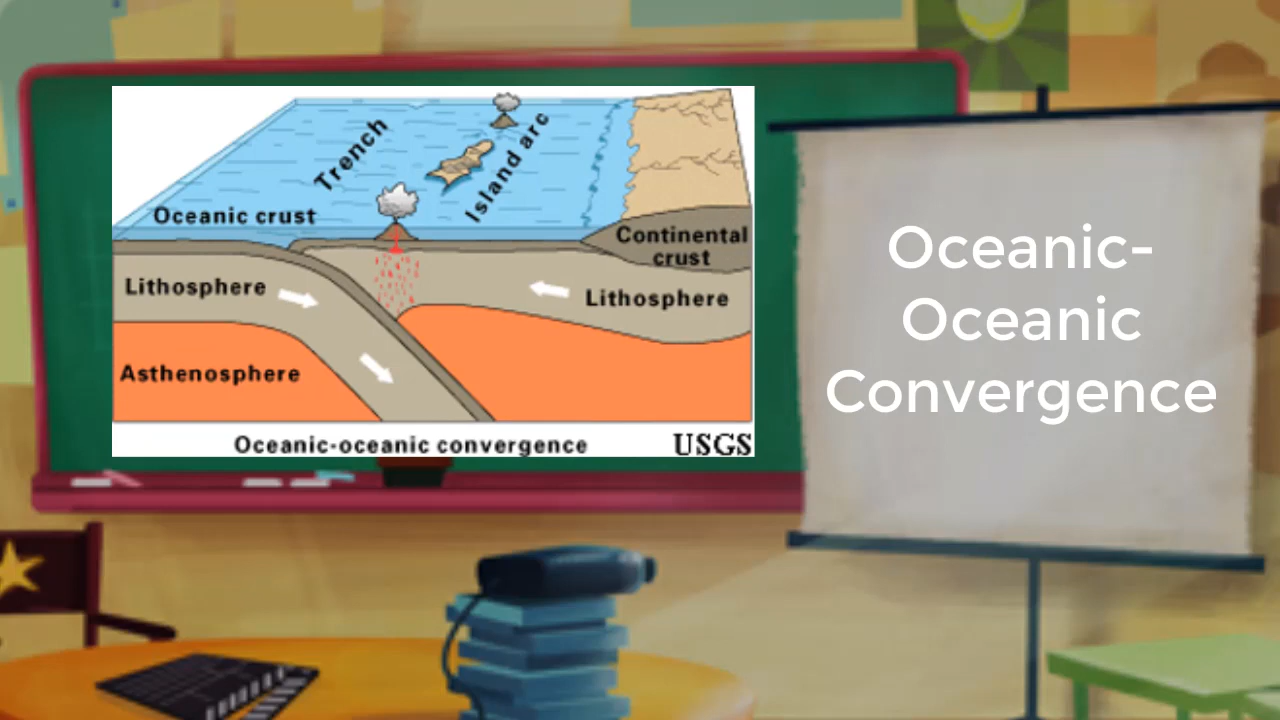 Trench
Island arc
Oceanic crust
Continental
crust
Lithosphere
Lithosphere
Asthenosphere
Oceanic-oceanic convergence
USGS
Oceanic-
Oceanic
Convergence